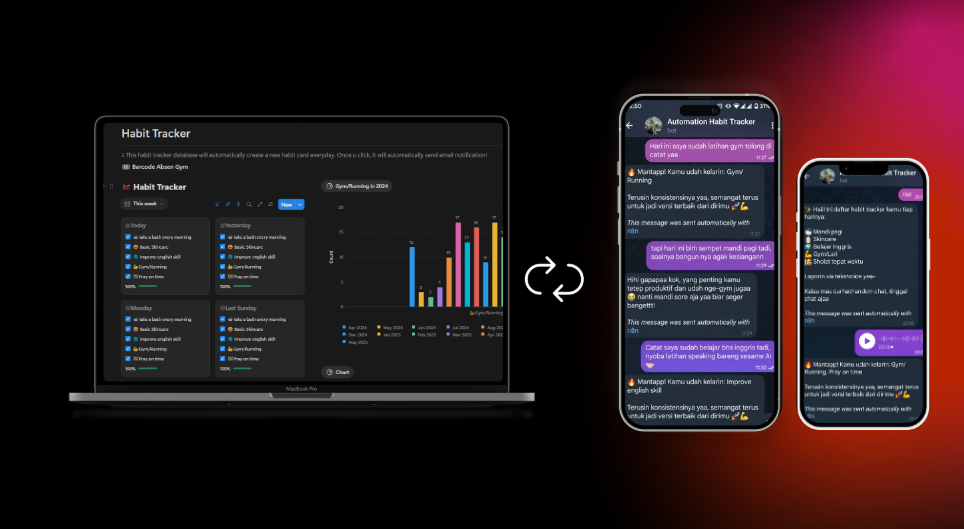 Habit Tracker
This habit tracker database will automatically create a new habit card everyday. Once u click, it will automatically send email notification!
Barcode Absen Gym
Habit Tracker
This week
New
@Today
take a bath every morning
Basic Skincare
Improve english skill
Gym/Running
Pray on time
100%
@Yesterday
take a bath every morning
Basic Skincare
Improve english skill
Gym/Running
Pray on time
100%
@Monday
take a bath every morning
Basic Skincare
Improve english skill
Gym/Running
Pray on time
100%
@Last Sunday
take a bath every morning
Basic Skincare
Improve english skill
Gym/Running
Pray on time
100%
Gym/Running in 2024
Count
20
15
10
5
0
12
3
2
4
10
17
13
16
9
17
Gym/Running
Apr 2024
May 2024
Jun 2024
Jul 2024
Aug 202
Dec 2024
Jan 2025
Feb 2025
Mar 2025
Apr 202
Aug 2025
Chart
MacBook Pro
31%
Automation Habit Tracker
bot
Hari ini saya sudah latihan gym tolong di
catat yaa
11:27
🔥 Mantapp! Kamu udah kelarin: Gym/
Running
Terusin konsistensinya yaa, semangat terus
untuk jadi versi terbaik dari dirimu 🚀💪
This message was sent automatically with
n8n
11:27
tapi hari ini blm sempet mandi pagi tadi,
soalnya bangun nya agak kesiangann
11:29
Hihi gapapaa kok, yang penting kamu
tetep produktif dan udah nge-gym jugaa
nanti mandi sore aja yaa biar seger
bangettt!
This message was sent automatically with
n8n
11:29
Catat saya sudah belajar bhs inggris tadi,
nyoba latihan speaking bareng sesame AI
11:30
🔥 Mantapp! Kamu udah kelarin: Improve
english skill
Terusin konsistensinya yaa, semangat terus
untuk jadi versi terbaik dari dirimu 🚀💪
Habit Tracker
bot
✨ Haii! Ini daftar habit tracker kamu tiap
harinya:
Mandi pagi
Skincare
Belajar Inggris
Gym/Lari
Sholat tepat waktu
Laporin via teks/voice yaa~
Kalau mau curhat/random chat, tinggal
chat ajaa
This message was sent automatically with
n8n
🔥 Mantapp! Kamu udah kelarin: Gym/
Running, Pray on time
Terusin konsistensinya yaa, semangat terus
untuk jadi versi terbaik dari dirimu 🚀💪
This message was sent automatically with
n8n